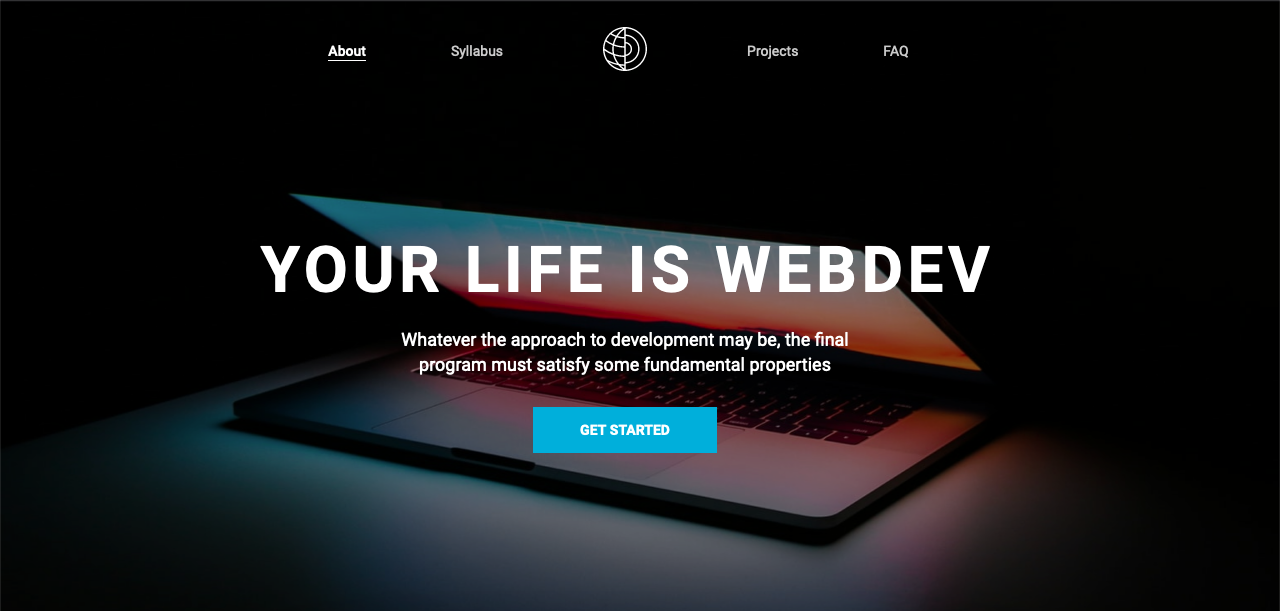 About
Syllabus
Projects
FAQ
YOUR LIFE IS WEBDEV
Whatever the approach to development may be, the final
program must satisfy some fundamental properties
GET STARTED